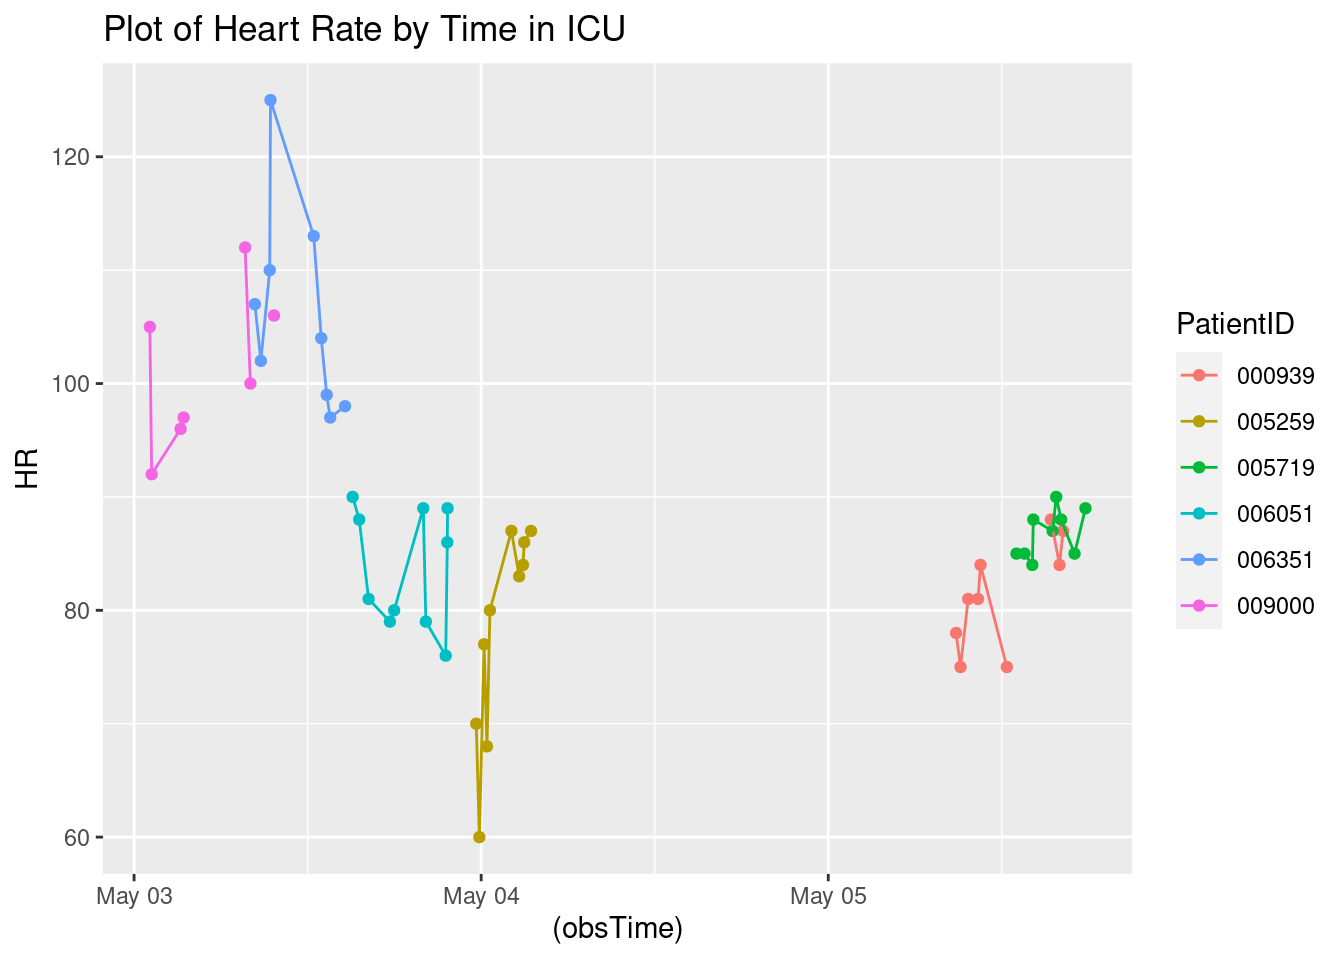 Plot of Heart Rate by Time in ICU
120
100
80
60
HR
May 03
May 04
May 05
(obsTime)
PatientID
000939
005259
005719
006051
006351
009000